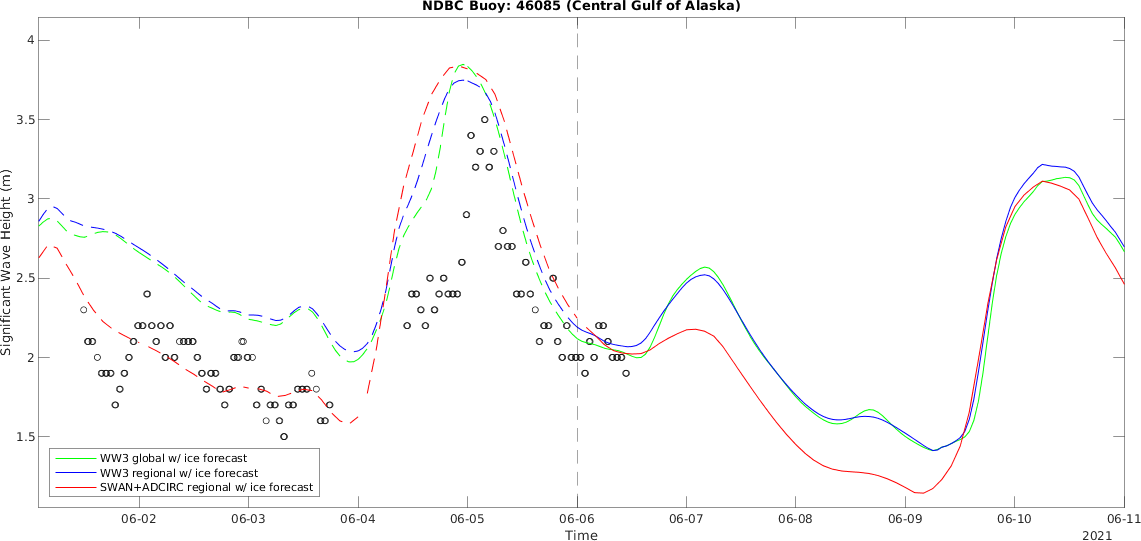 NDBC Buoy: 46085 (Central Gulf of Alaska)
Significant Wave Height (m)
4
3.5
3
2.5
2
1.5
WW3 global w/ ice forecast
WW3 regional w/ ice forecast
SWAN+ADCIRC regional w/ ice forecast
06-02 06-03 06-04 06-05 06-06 06-07 06-08 06-09 06-10 06-11
Time
2021